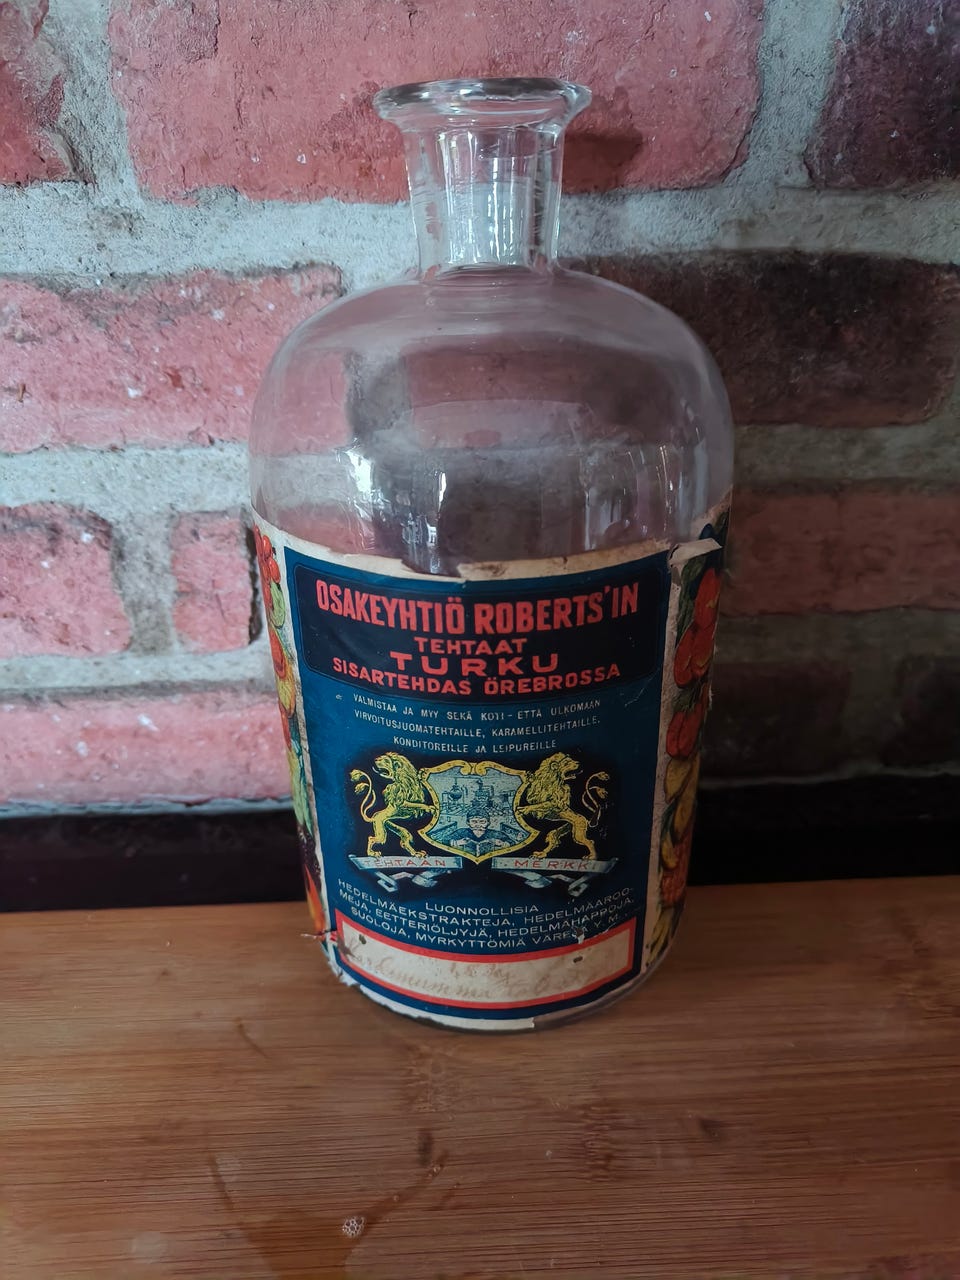 OSAKEYHTIÖ ROBERTS'IN
TEHTAAT
TURKU
SISARTEHDAS ÖREBROSSA
VALMISTAA JA MYY SEKÄ KOTI- ETTÄ ULKOMAAN
VIRVOITUSJUOMATEHTAILLE, KARAMELLITEHTAILLE,
KONDITOREILLE JA LEIPUREILLE
TEHTAAN MERKKI
LUONNOLLISIA
HEDELMÄEKSTRAKTEJA, HEDELMÄAROO-
MEJA, EETTERIÖLJYJÄ, HEDELMÄHAPPOJA,
SUOLOJA, MYRKYTTÖMIÄ VÄREJÄ Y. M.